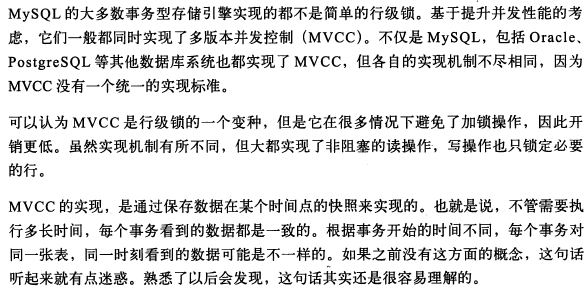 MySQL 的大多数事务型存储引擎实现的都不是简单的行级锁。基于提升并发性能的考
虑，它们一般都同时实现了多版本并发控制（MVCC）。不仅是 MySQL，包括 Oracle、
PostgreSQL 等其他数据库系统也都实现了 MVCC，但各自的实现机制不尽相同，因为
MVCC 没有一个统一的实现标准。
可以认为 MVCC 是行级锁的一个变种，但是它在很多情况下避免了加锁操作，因此开
销更低。虽然实现机制有所不同，但大都实现了非阻塞的读操作，写操作也只锁定必要
的行。
MVCC 的实现，是通过保存数据在某个时间点的快照来实现的。也就是说，不管需要执
行多长时间，每个事务看到的数据都是一致的。根据事务开始的时间不同，每个事务对
同一张表，同一时刻看到的数据可能是不一样的。如果之前没有这方面的概念，这句话
听起来就有点迷惑。熟悉了以后会发现，这句话其实还是很容易理解的。